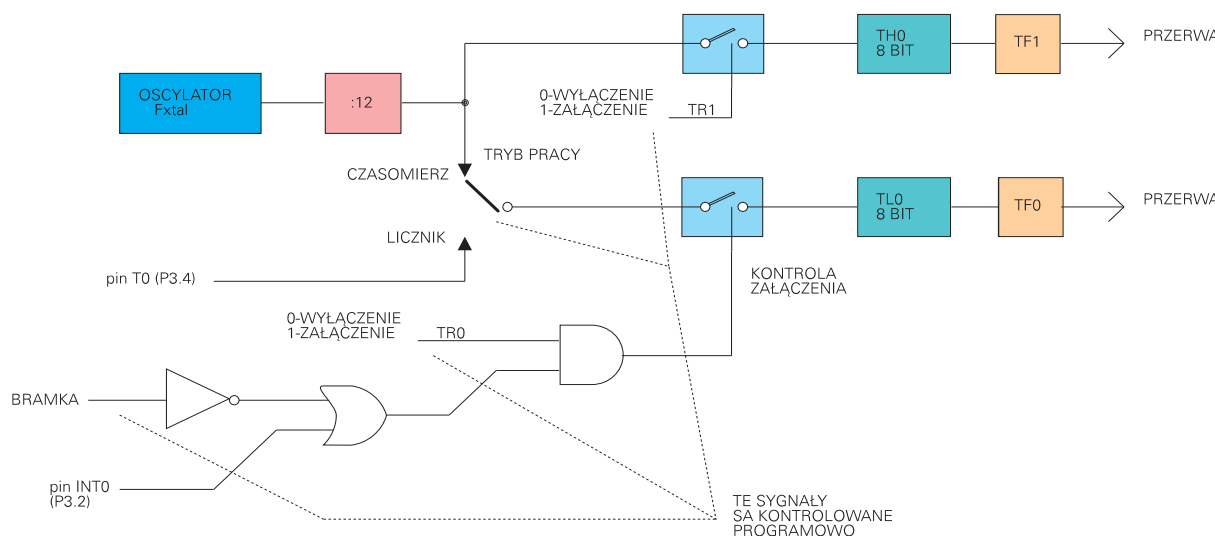 PRZERWA
TH0
8 BIT
TF1
OSCYLATOR
Fxtal
:12
0-WYŁĄCZENIE
1-ZAŁĄCZENIE
TR1
TRYB PRACY
CZASOMIERZ
TL0
8 BIT
TF0
PRZERWA
LICZNIK
pin T0 (P3.4)
KONTROLA
ZAŁĄCZENIA
0-WYŁĄCZENIE
1-ZAŁĄCZENIE
TR0
BRAMKA
pin INT0
(P3.2)
TE SYGNAŁY
SA KONTROLOWANE
PROGRAMOWO